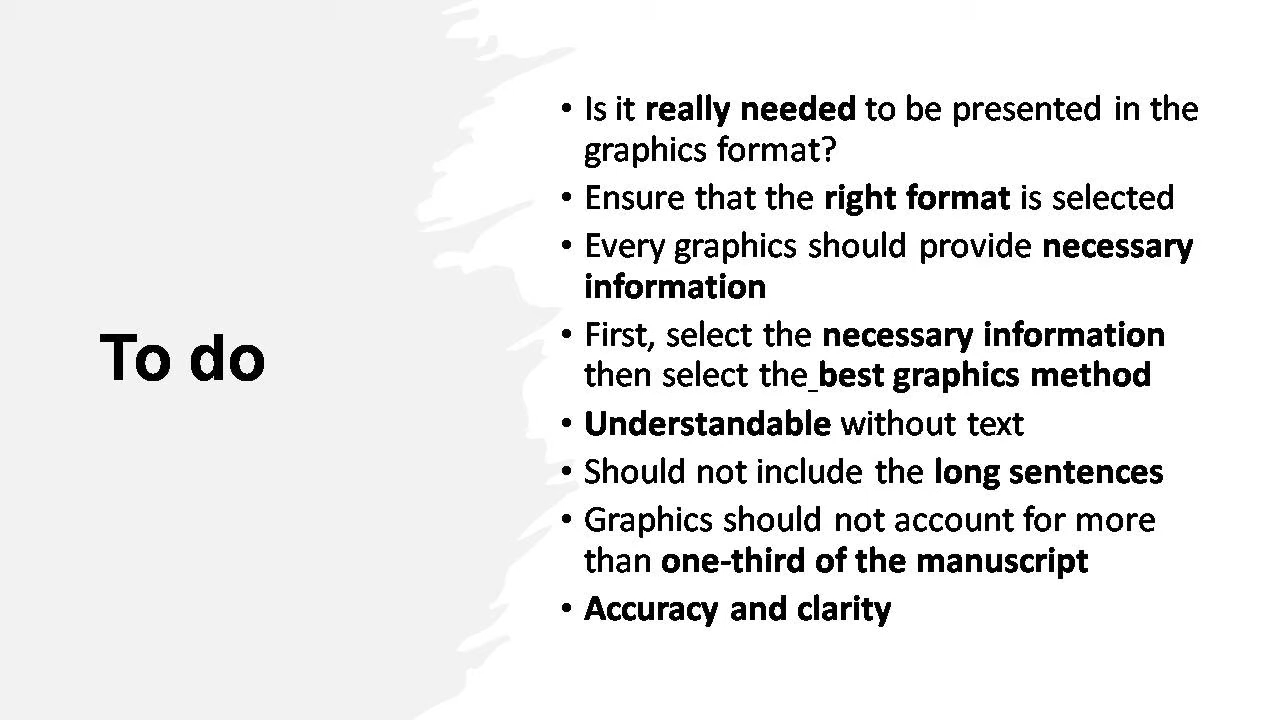 To do
• Is it really needed to be presented in the
graphics format?
• Ensure that the right format is selected
• Every graphics should provide necessary
information
• First, select the necessary information
then select the best graphics method
• Understandable without text
• Should not include the long sentences
• Graphics should not account for more
than one-third of the manuscript
• Accuracy and clarity